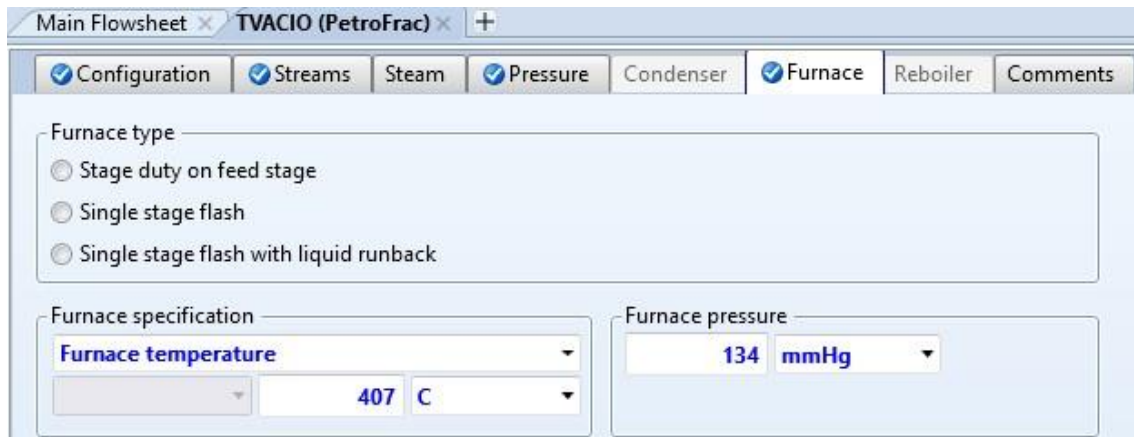 Main Flowsheet TVACIO (PetroFrac)
Configuration Streams Steam Pressure Condenser Furnace Reboiler Comments
Furnace type
Stage duty on feed stage
Single stage flash
Single stage flash with liquid runback
Furnace specification Furnace pressure
Furnace temperature 134 mmHg
407 C